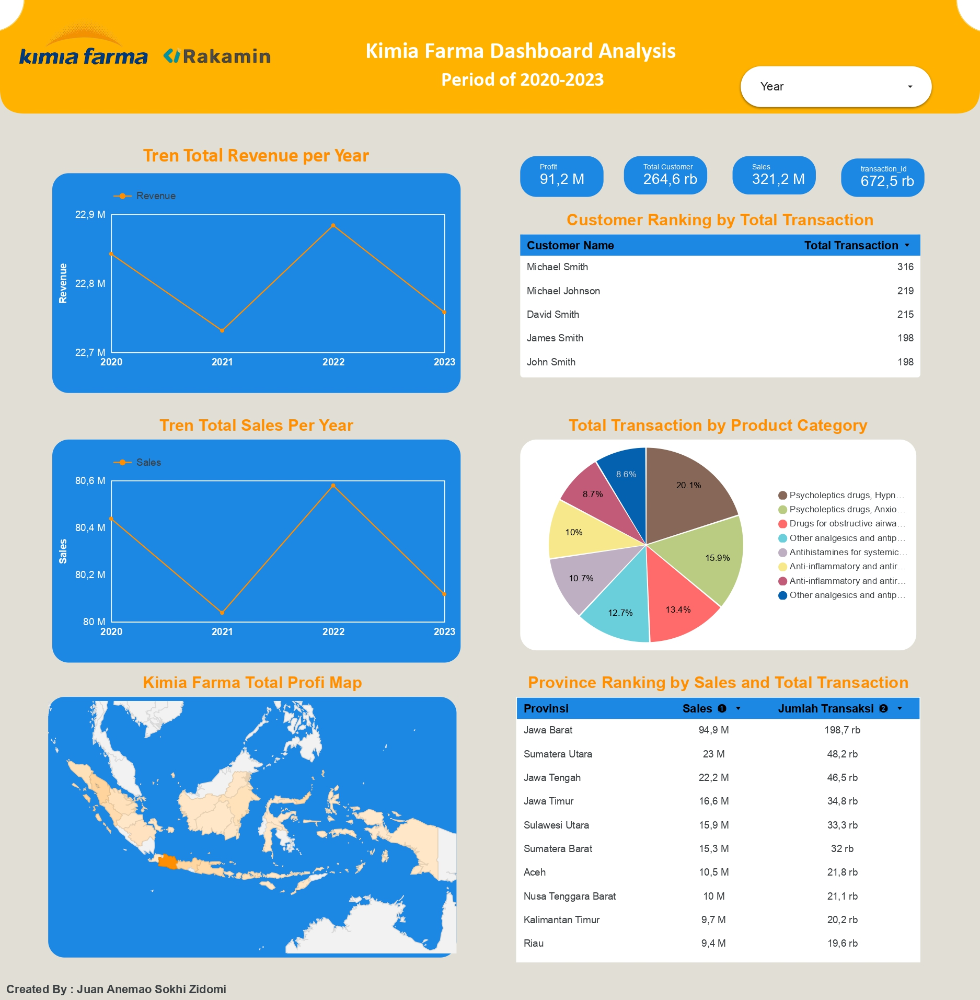 kimia farma
Rakamin
Kimia Farma Dashboard Analysis
Period of 2020-2023
Year
Tren Total Revenue per Year
Revenue
22,9 M
22,8 M
22,7 M
Revenue
2020 2021 2022 2023
Profit
91,2 M
Total Customer
264,6 rb
Sales
321,2 M
transaction_id
672,5 rb
Customer Ranking by Total Transaction
Customer Name Total Transaction
Michael Smith 316
Michael Johnson 219
David Smith 215
James Smith 198
John Smith 198
Tren Total Sales Per Year
Sales
80,6 M
80,4 M
80,2 M
80 M
Sales
2020 2021 2022 2023
Total Transaction by Product Category
20.1%
15.9%
13.4%
12.7%
10.7%
10%
8.7%
8.6%
Psycholeptics drugs, Hypn...
Psycholeptics drugs, Anxio...
Drugs for obstructive airwa...
Other analgesics and antip...
Antihistamines for systemic...
Anti-inflammatory and antir...
Anti-inflammatory and antir...
Other analgesics and antip...
Kimia Farma Total Profi Map
Province Ranking by Sales and Total Transaction
Provinsi Sales 1 Jumlah Transaksi 2
Jawa Barat 94,9 M 198,7 rb
Sumatera Utara 23 M 48,2 rb
Jawa Tengah 22,2 M 46,5 rb
Jawa Timur 16,6 M 34,8 rb
Sulawesi Utara 15,9 M 33,3 rb
Sumatera Barat 15,3 M 32 rb
Aceh 10,5 M 21,8 rb
Nusa Tenggara Barat 10 M 21,1 rb
Kalimantan Timur 9,7 M 20,2 rb
Riau 9,4 M 19,6 rb
Created By : Juan Anemao Sokhi Zidomi